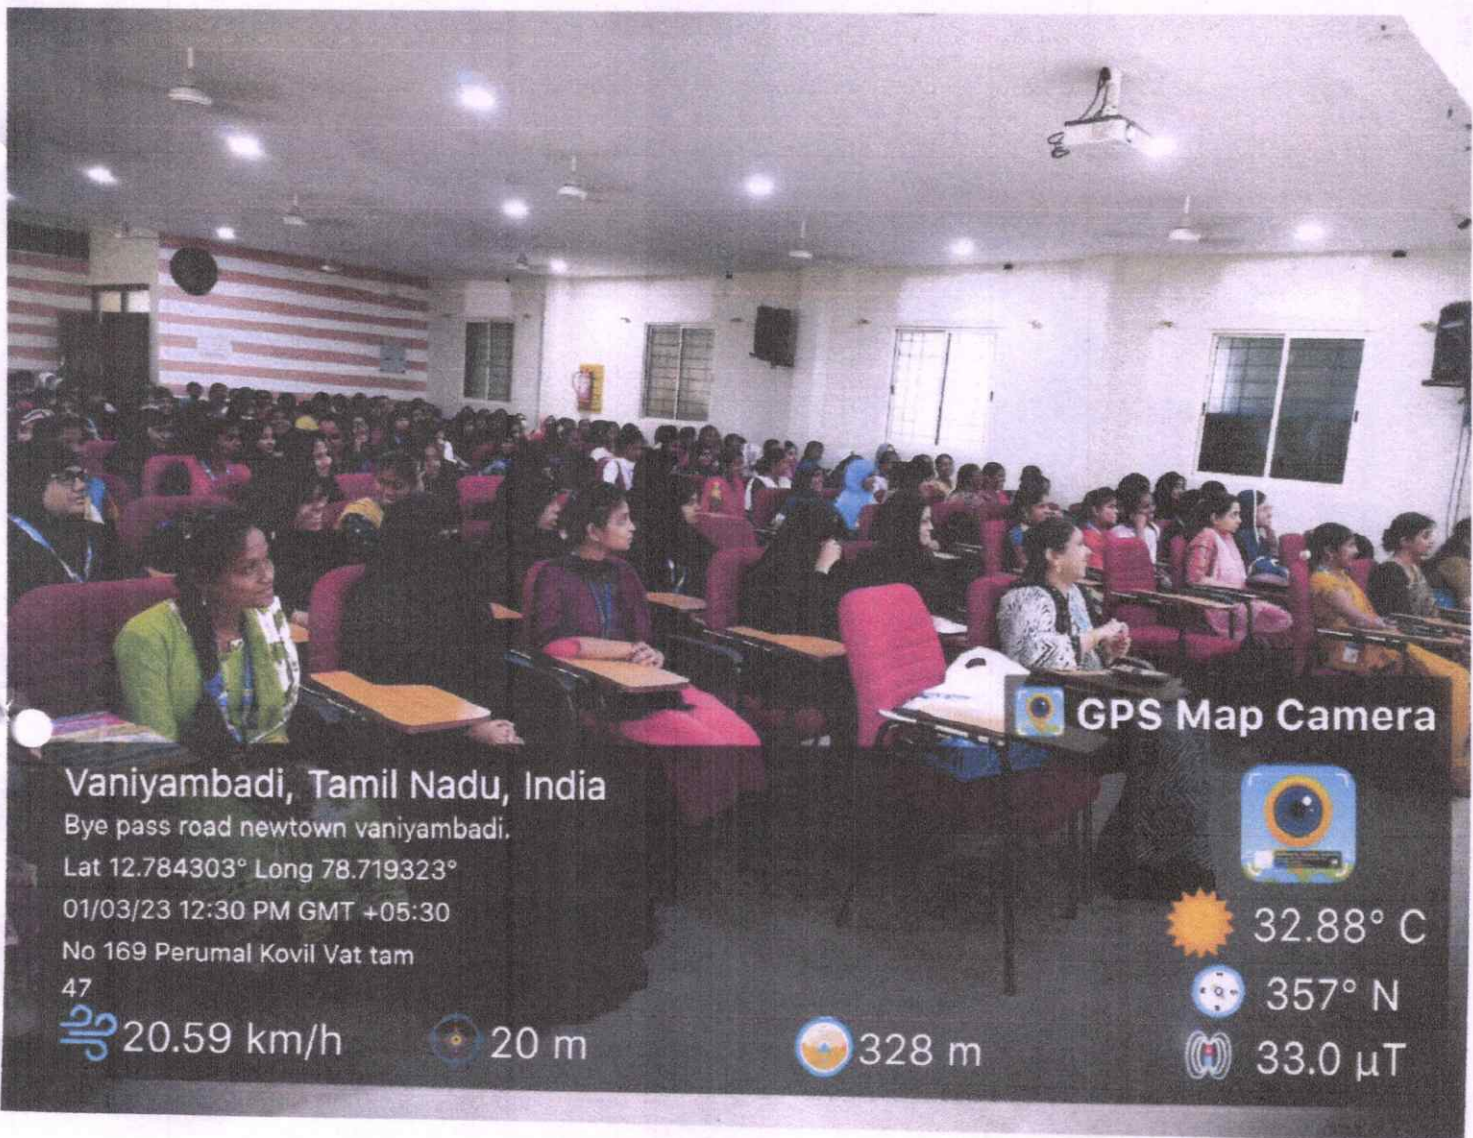 GPS Map Camera
Vaniyambadi, Tamil Nadu, India
Bye pass road newtown vaniyambadi.
Lat 12.784303° Long 78.719323°
01/03/23 12:30 PM GMT +05:30
No 169 Perumal Kovil Vat tam
47
20.59 km/h
20 m
328 m
32.88° C
357° N
33.0 µT